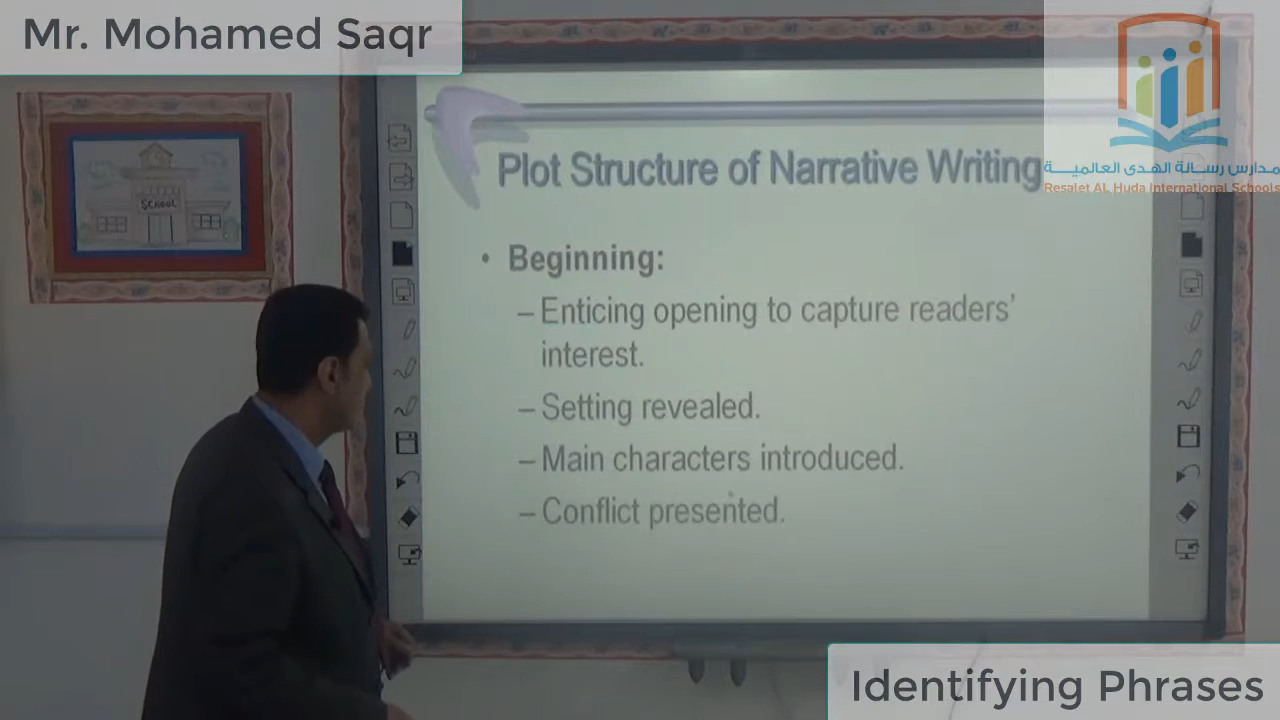 Mr. Mohamed Saqr
مدارس رسالة الهدى العالمية
Resalet AL Huda International Schools
SCHOOL
Plot Structure of Narrative Writing
• Beginning:
– Enticing opening to capture readers’
interest.
– Setting revealed.
– Main characters introduced.
– Conflict presented.
Identifying Phrases